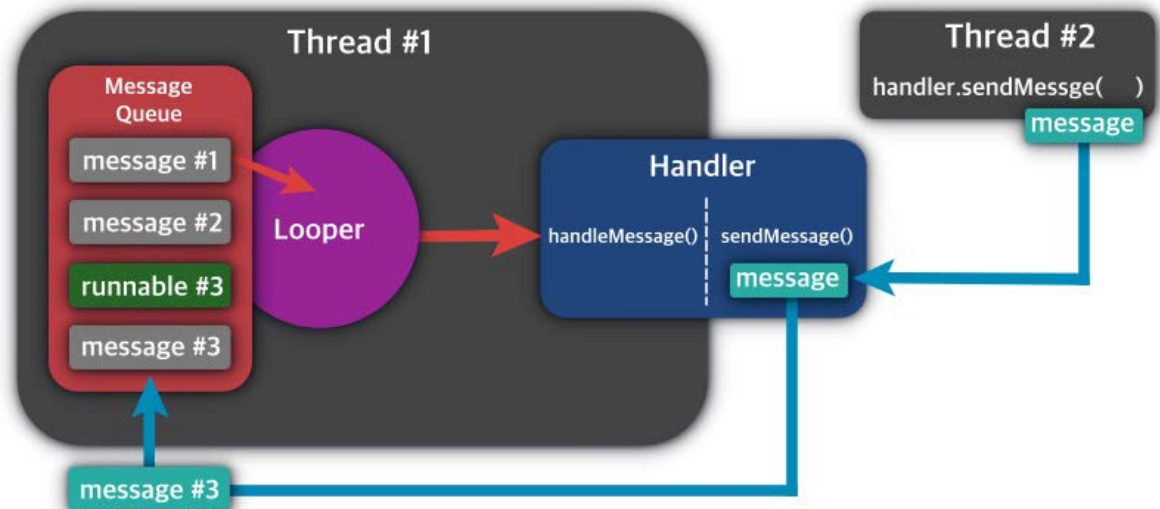 Thread #1
Message
Queue
message #1
message #2
runnable #3
message #3
Looper
Handler
handleMessage()
sendMessage()
message
Thread #2
handler.sendMessge( )
message
message #3